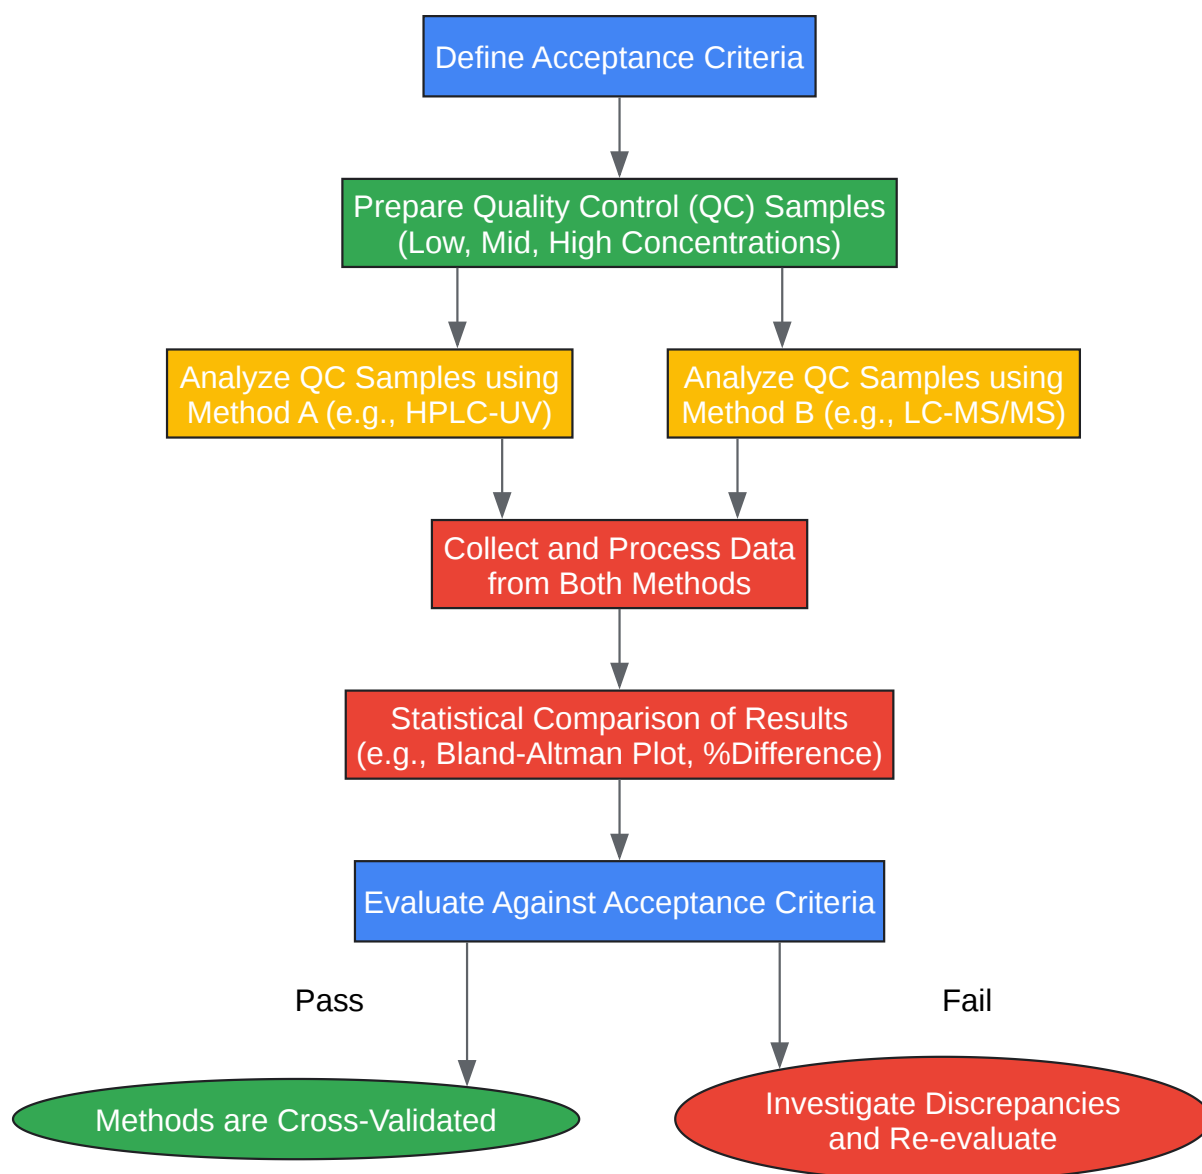 Define Acceptance Criteria
Prepare Quality Control (QC) Samples
(Low, Mid, High Concentrations)
Analyze QC Samples using
Method A (e.g., HPLC-UV)
Analyze QC Samples using
Method B (e.g., LC-MS/MS)
Collect and Process Data
from Both Methods
Statistical Comparison of Results
(e.g., Bland-Altman Plot, %Difference)
Evaluate Against Acceptance Criteria
Pass
Fail
Methods are Cross-Validated
Investigate Discrepancies
and Re-evaluate